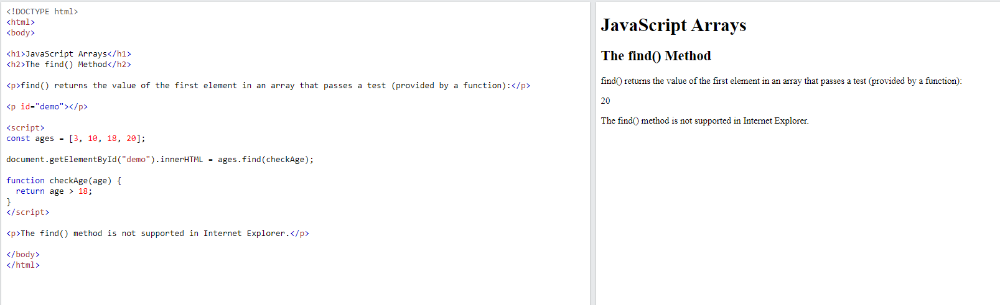 <!DOCTYPE html>
<html>
<body>

<h1>JavaScript Arrays</h1>
<h2>The find() Method</h2>

<p>find() returns the value of the first element in an array that passes a test (provided by a function):</p>

<p id="demo"></p>

<script>
const ages = [3, 10, 18, 20];

document.getElementById("demo").innerHTML = ages.find(checkAge);

function checkAge(age) {
  return age > 18;
}
</script>

<p>The find() method is not supported in Internet Explorer.</p>

</body>
</html>

JavaScript Arrays
The find() Method
find() returns the value of the first element in an array that passes a test (provided by a function):
20
The find() method is not supported in Internet Explorer.